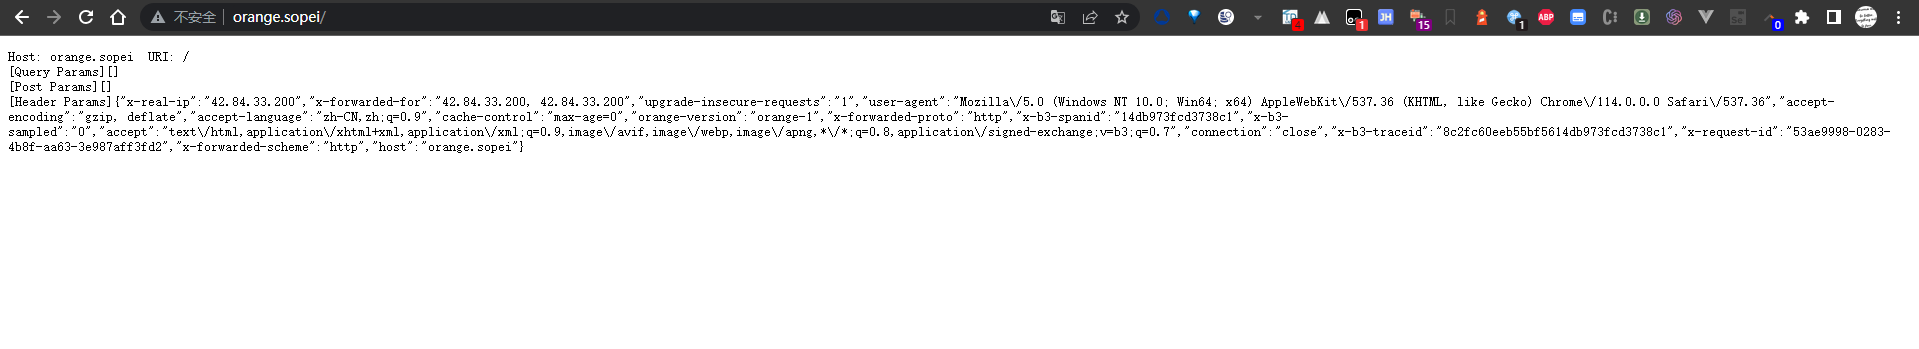 不安全 orange.sopei/
Host: orange.sopei  URI: /
[Query Params][]
[Post Params][]
[Header Params]{"x-real-ip":"42.84.33.200","x-forwarded-for":"42.84.33.200, 42.84.33.200","upgrade-insecure-requests":"1","user-agent":"Mozilla\/5.0 (Windows NT 10.0; Win64; x64) AppleWebKit\/537.36 (KHTML, like Gecko) Chrome\/114.0.0.0 Safari\/537.36","accept-
encoding":"gzip, deflate","accept-language":"zh-CN,zh;q=0.9","cache-control":"max-age=0","orange-version":"orange-1","x-forwarded-proto":"http","x-b3-spanid":"14db973fcd3738c1","x-b3-
sampled":"0","accept":"text\/html,application\/xhtml+xml,application\/xml;q=0.9,image\/avif,image\/webp,image\/apng,*\/*;q=0.8,application\/signed-exchange;v=b3;q=0.7","connection":"close","x-b3-traceid":"8c2fc60eeb55bf5614db973fcd3738c1","x-request-id":"53ae9998-0283-
4b8f-aa63-3e987aff3fd2","x-forwarded-scheme":"http","host":"orange.sopei"}